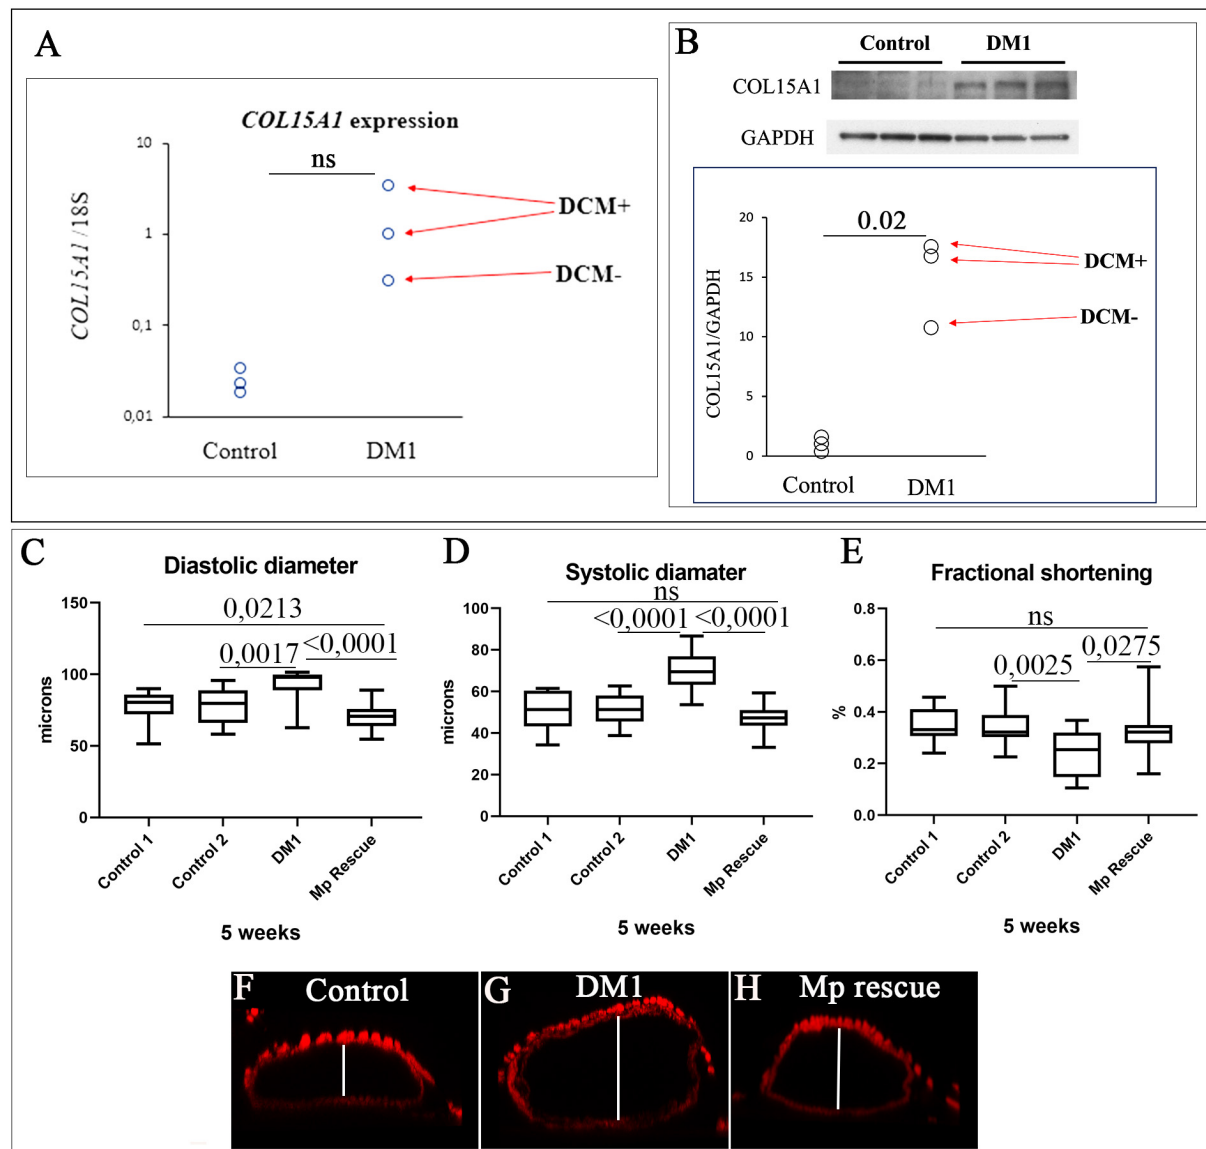 A
COL15A1 expression
10
1
0,1
0,01
COL15A1/18S
ns
DCM+
DCM-
Control
DM1
B
Control
DM1
COL15A1
GAPDH
20
15
10
5
0
COL15A1/GAPDH
0.02
DCM+
DCM-
Control
DM1
C
Diastolic diameter
150
100
50
0
microns
0,0213
0,0017
<0,0001
Control 1
Control 2
DM1
Mp Rescue
5 weeks
D
Systolic diamater
100
80
60
40
20
0
microns
ns
<0,0001
<0,0001
Control 1
Control 2
DM1
Mp Rescue
5 weeks
E
Fractional shortening
0.8
0.6
0.4
0.2
0.0
%
ns
0,0025
0,0275
Control 1
Control 2
DM1
Mp Rescue
5 weeks
F
Control
G
DM1
H
Mp rescue